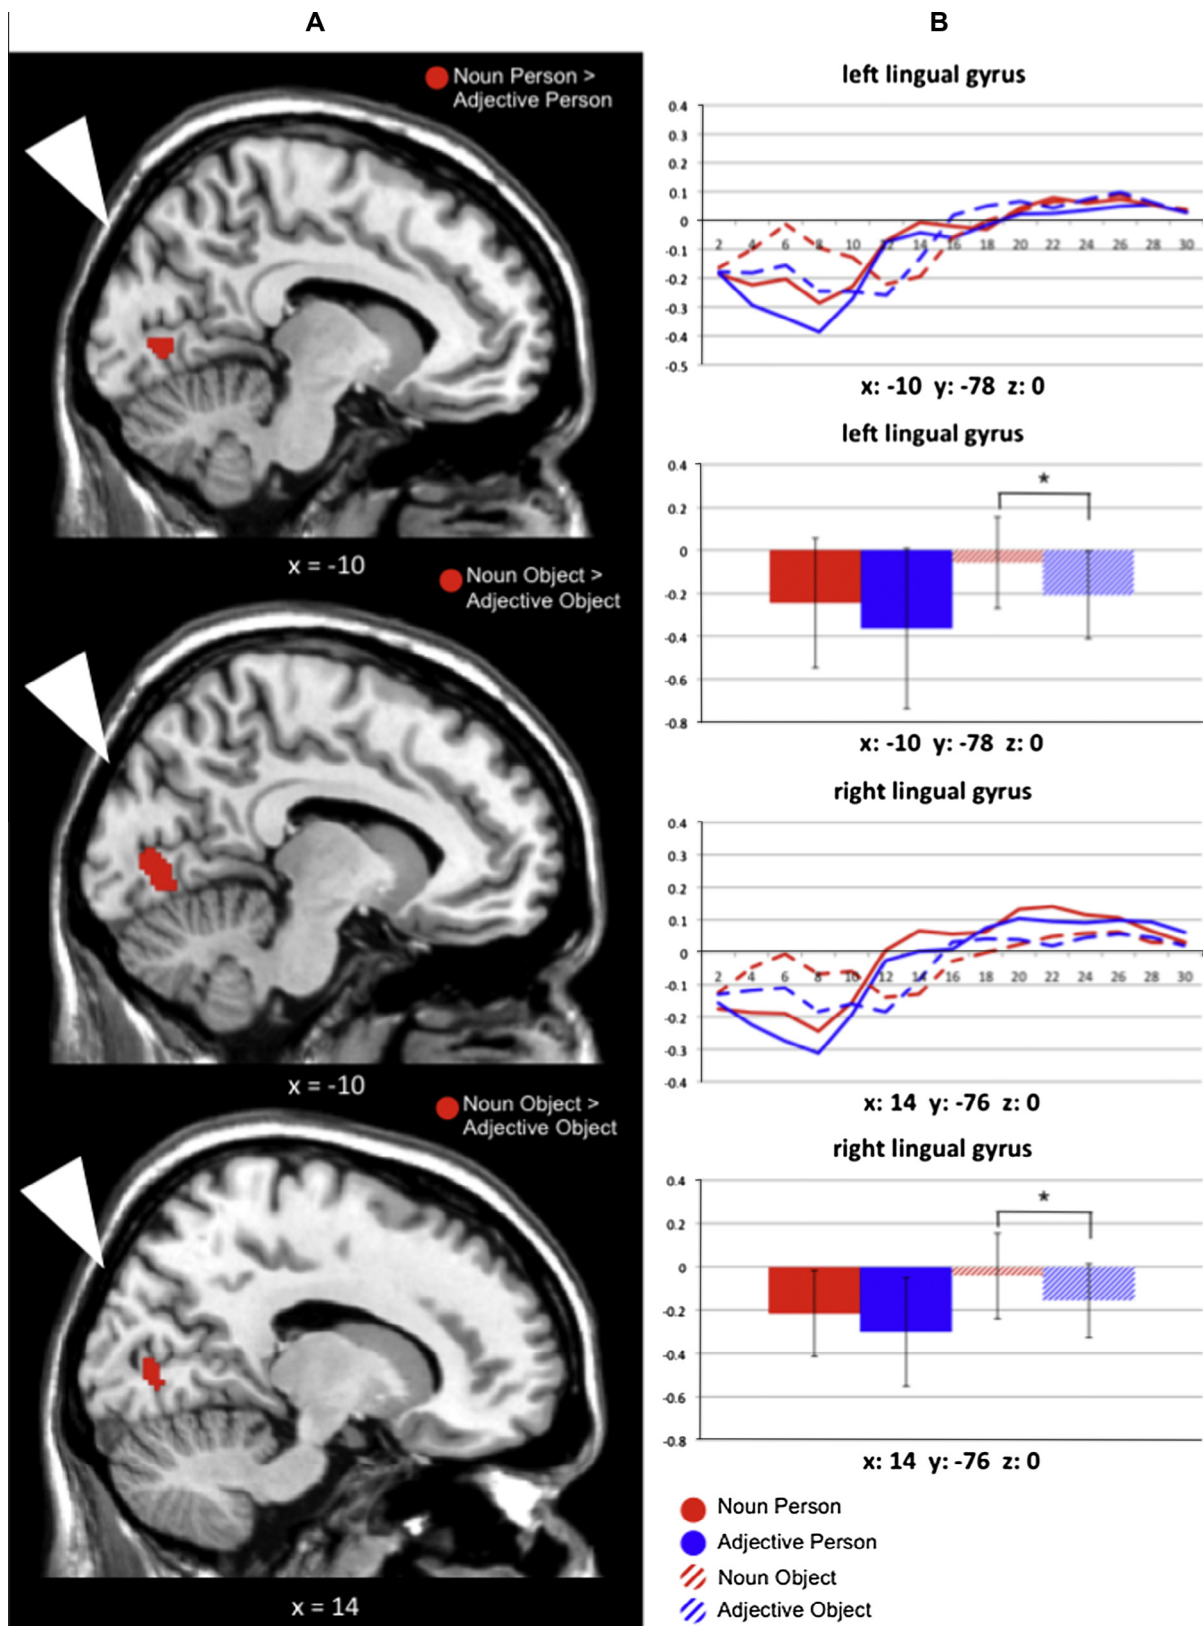 A
Noun Person >
Adjective Person
x = -10
Noun Object >
Adjective Object
x = -10
Noun Object >
Adjective Object
x = 14
B
left lingual gyrus
0.4
0.3
0.2
0.1
0
-0.1
-0.2
-0.3
-0.4
-0.5
2 4 6 8 10 12 14 16 18 20 22 24 26 28 30
x: -10 y: -78 z: 0
left lingual gyrus
0.4
0.2
0
-0.2
-0.4
-0.6
-0.8
*
x: -10 y: -78 z: 0
right lingual gyrus
0.4
0.3
0.2
0.1
0
-0.1
-0.2
-0.3
-0.4
2 4 6 8 10 12 14 16 18 20 22 24 26 28 30
x: 14 y: -76 z: 0
right lingual gyrus
0.4
0.2
0
-0.2
-0.4
-0.6
-0.8
*
x: 14 y: -76 z: 0
Noun Person
Adjective Person
Noun Object
Adjective Object